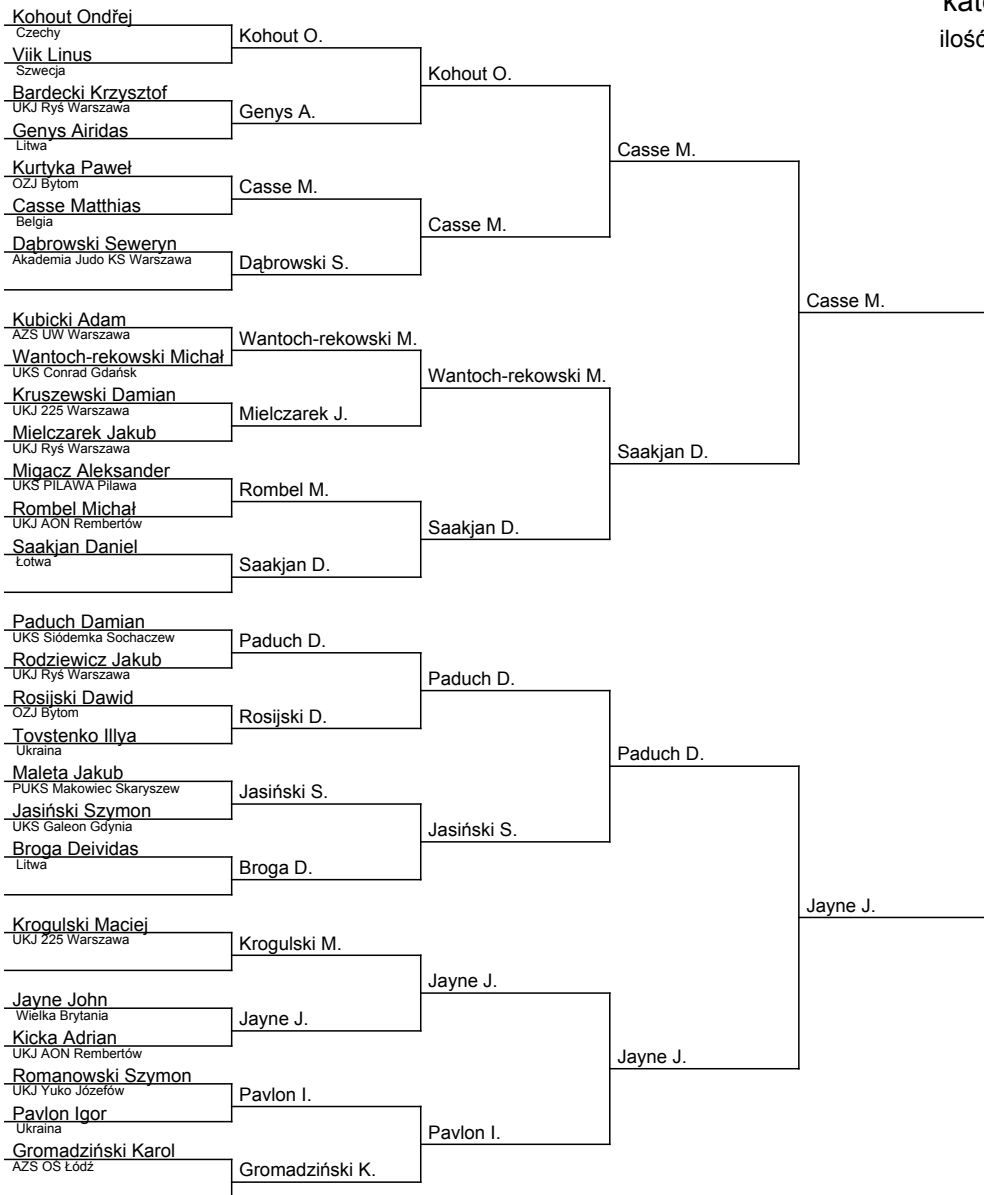 Kohout Ondřej
Czechy
Viik Linus
Szwecja
Bardecki Krzysztof
UKJ Ryś Warszawa
Genys Airidas
Litwa
Kurtyka Paweł
OZJ Bytom
Casse Matthias
Belgia
Dąbrowski Seweryn
Akademia Judo KS Warszawa
Kubicki Adam
AZS UW Warszawa
Wantoch-rekowski Michał
UKS Conrad Gdańsk
Kruszewski Damian
UKJ 225 Warszawa
Mielczarek Jakub
UKJ Ryś Warszawa
Migacz Aleksander
UKS PILAWA Pilawa
Rombel Michał
UKJ AON Rembertów
Saakjan Daniel
Łotwa
Paduch Damian
UKS Siódemka Sochaczew
Rodziewicz Jakub
UKJ Ryś Warszawa
Rosijski Dawid
OZJ Bytom
Tovstenko Illya
Ukraina
Maleta Jakub
PUKS Makowiec Skaryszew
Jasiński Szymon
UKS Galeon Gdynia
Broga Deividas
Litwa
Krogulski Maciej
UKJ 225 Warszawa
Jayne John
Wielka Brytania
Kicka Adrian
UKJ AON Rembertów
Romanowski Szymon
UKJ Yuko Józefów
Pavlon Igor
Ukraina
Gromadziński Karol
AZS OŚ Łódź
Kohout O.
Genys A.
Casse M.
Dąbrowski S.
Wantoch-rekowski M.
Mielczarek J.
Rombel M.
Saakjan D.
Paduch D.
Rosijski D.
Jasiński S.
Broga D.
Krogulski M.
Jayne J.
Pavlon I.
Gromadziński K.
Kohout O.
Casse M.
Wantoch-rekowski M.
Saakjan D.
Paduch D.
Jasiński S.
Jayne J.
Pavlon I.
Casse M.
Saakjan D.
Paduch D.
Jayne J.
Casse M.
Jayne J.
ilość